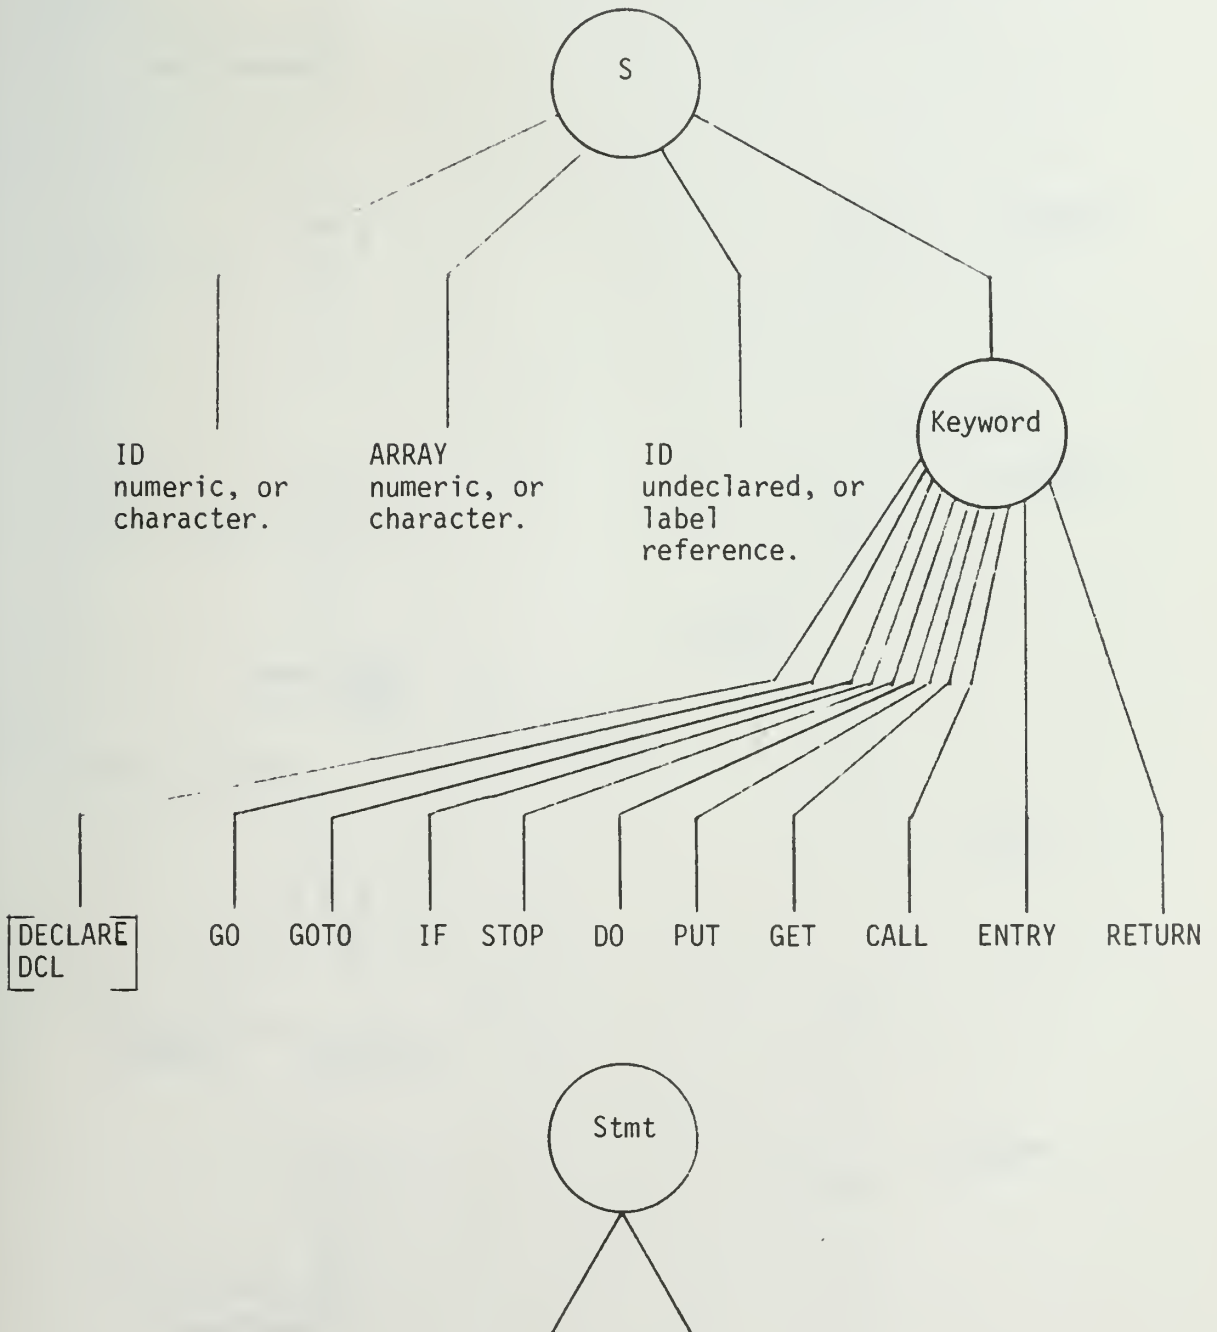 S
Keyword
ID
numeric, or
character.
ARRAY
numeric, or
character.
ID
undeclared, or
label
reference.
DECLARE
DCL
GO
GOTO
IF
STOP
DO
PUT
GET
CALL
ENTRY
RETURN
Stmt